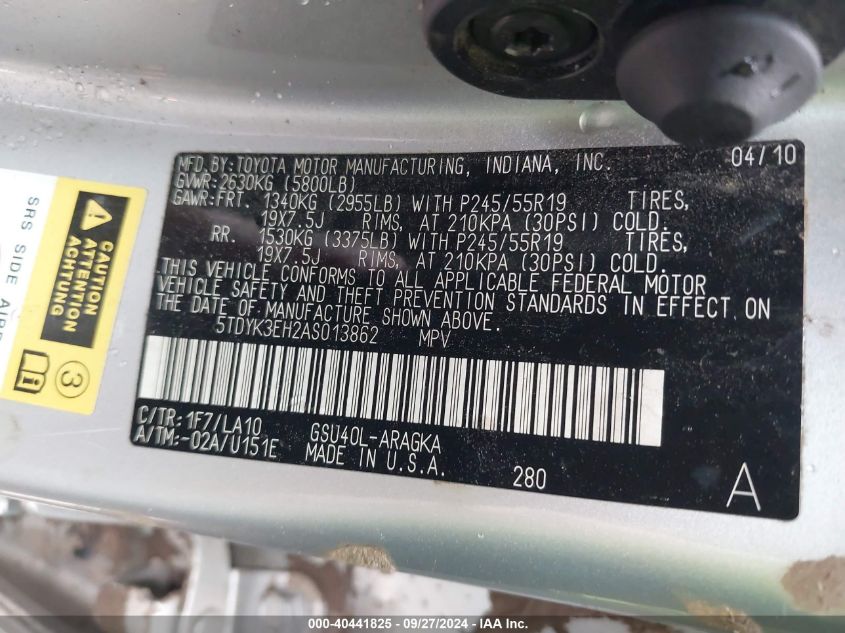 MFD.BY:TOYOTA MOTOR MANUFACTURING, INDIANA, INC. 04/10
GVWR:2630KG (5800LB)
GAWR:FRT. 1340KG (2955LB) WITH P245/55R19 TIRES,
19X7.5J RIMS, AT 210KPA (30PSI) COLD.
RR. 1530KG (3375LB) WITH P245/55R19 TIRES,
19X7.5J RIMS, AT 210KPA (30PSI) COLD.
THIS VEHICLE CONFORMS TO ALL APPLICABLE FEDERAL MOTOR
VEHICLE SAFETY AND THEFT PREVENTION STANDARDS IN EFFECT ON
THE DATE OF MANUFACTURE SHOWN ABOVE.
5TDYK3EH2AS013862 MPV
C/TR:1F7/LA10 GSU40L-ARAGKA
A/TM:-02A/U151E MADE IN U.S.A.
280
A
CAUTION
ATTENTION
ACHTUNG
3
SRS SIDE
000-40441825 - 09/27/2024 - IAA Inc.